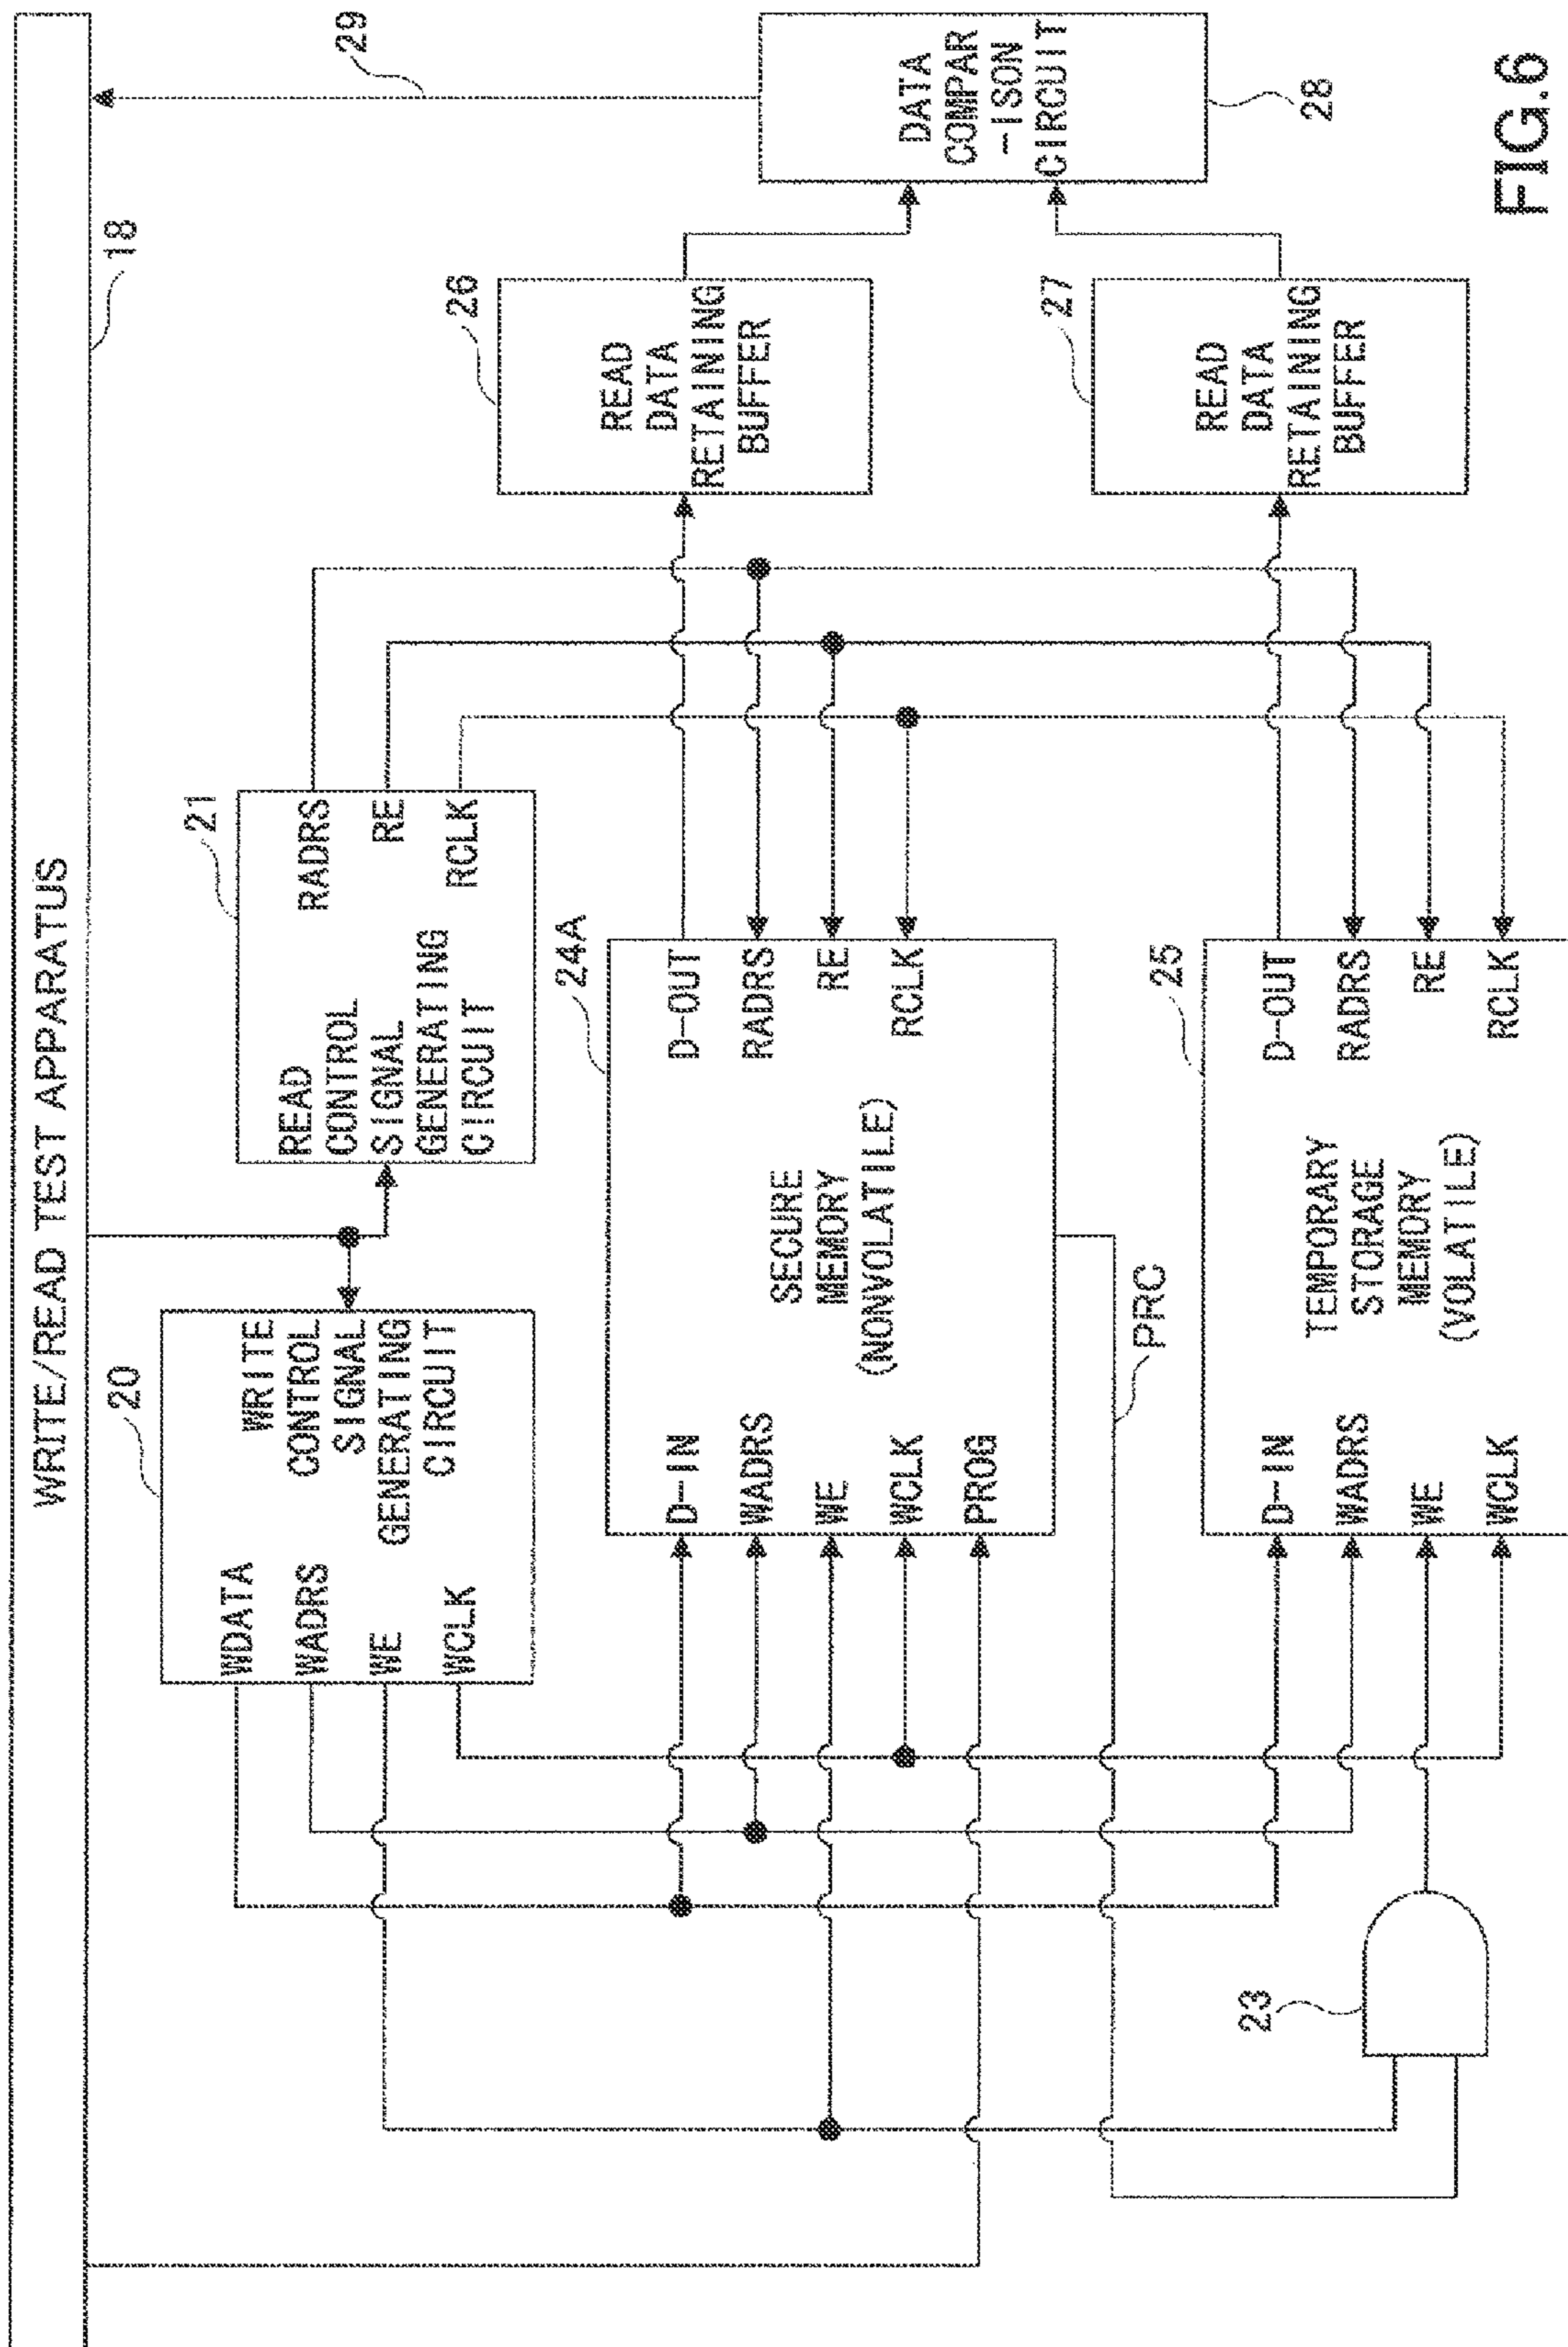 WRITE/READ TEST APPARATUS
18
29
20
WDATA
WADRS
WE
WCLK
WRITE
CONTROL
SIGNAL
GENERATING
CIRCUIT
21
READ
CONTROL
SIGNAL
GENERATING
CIRCUIT
RADRS
RE
RCLK
24A
D-IN
WADRS
WE
WCLK
PROG
SECURE
MEMORY
(NONVOLATILE)
D-OUT
RADRS
RE
RCLK
26
READ
DATA
RETAINING
BUFFER
DATA
COMPAR
-ISON
CIRCUIT
28
PRC
23
25
D-IN
WADRS
WE
WCLK
TEMPORARY
STORAGE
MEMORY
(VOLATILE)
D-OUT
RADRS
RE
RCLK
27
READ
DATA
RETAINING
BUFFER
FIG.6